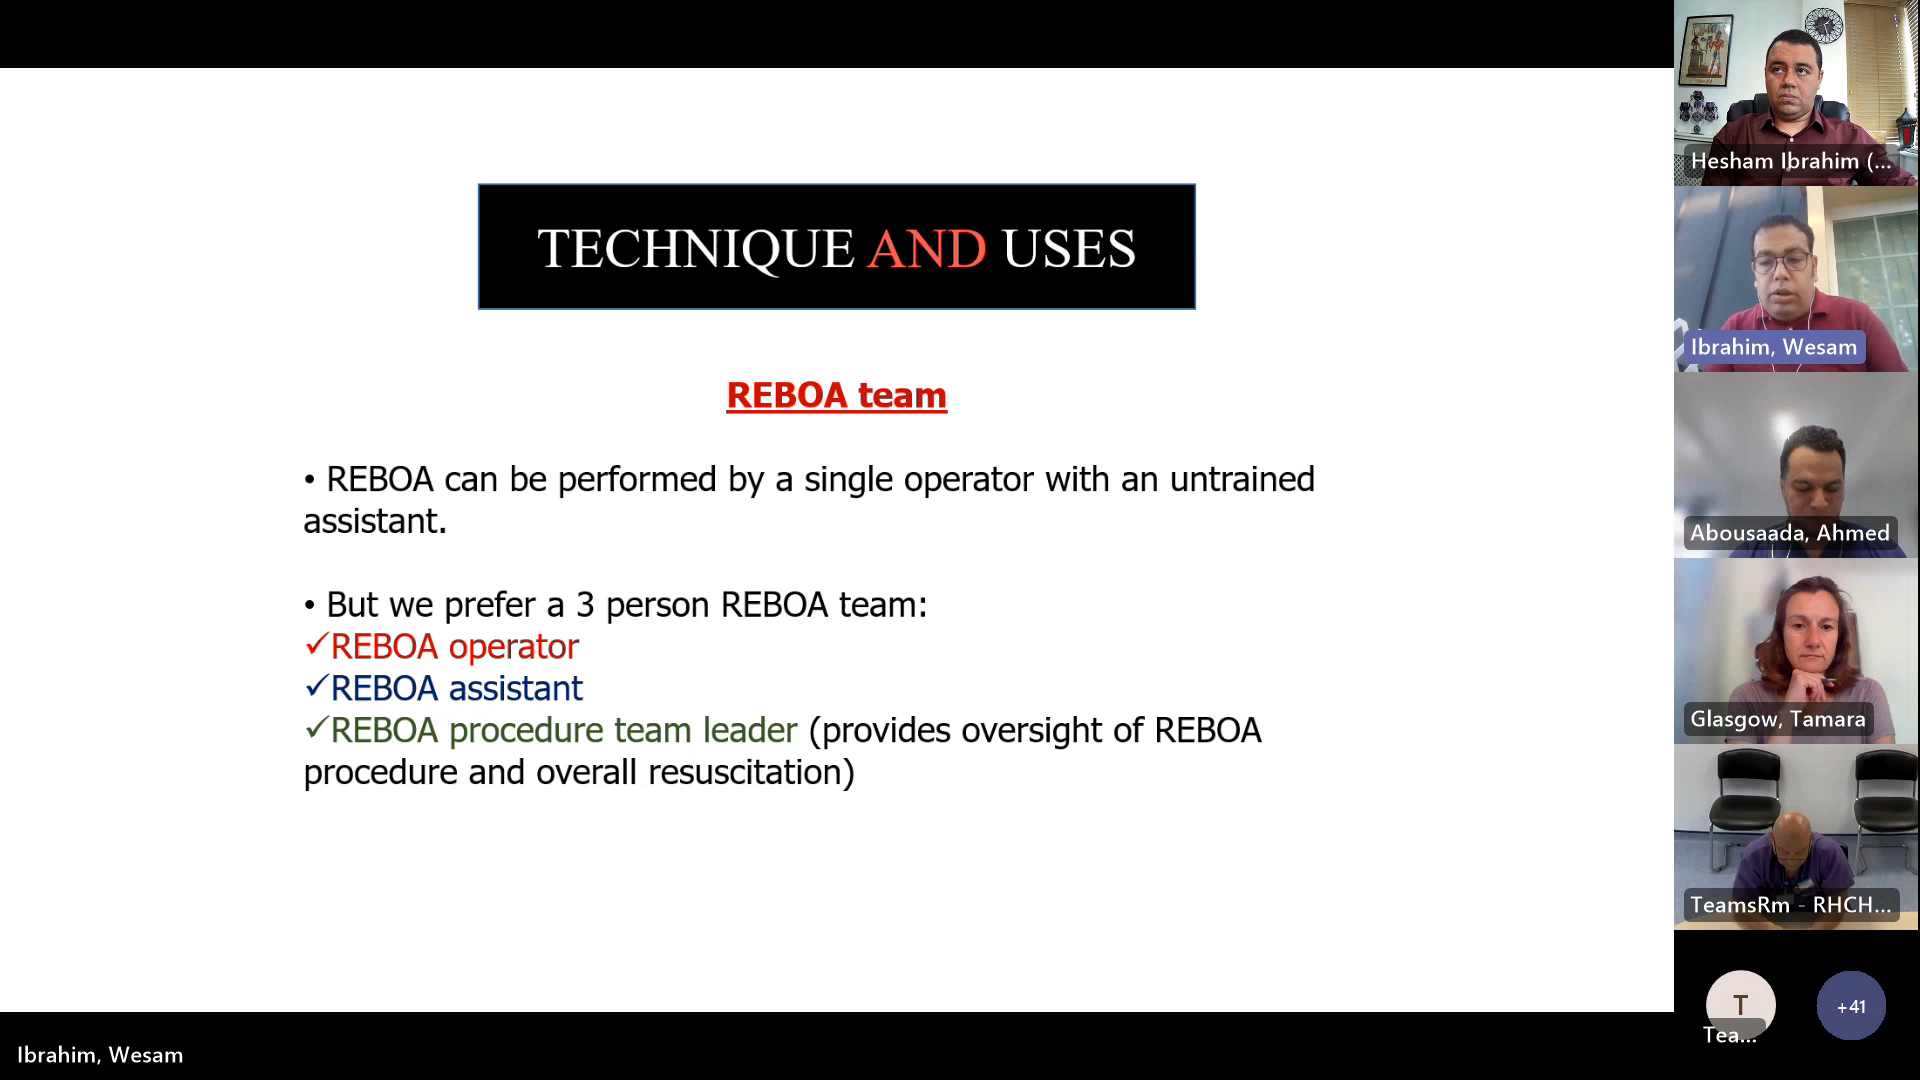 TECHNIQUE AND USES
REBOA team
• REBOA can be performed by a single operator with an untrained
assistant.
• But we prefer a 3 person REBOA team:
✓REBOA operator
✓REBOA assistant
✓REBOA procedure team leader (provides oversight of REBOA
procedure and overall resuscitation)
Ibrahim, Wesam
Hesham Ibrahim (...
Ibrahim, Wesam
Abousaada, Ahmed
Glasgow, Tamara
TeamsRm - RHCH...
T
Tea...
+41